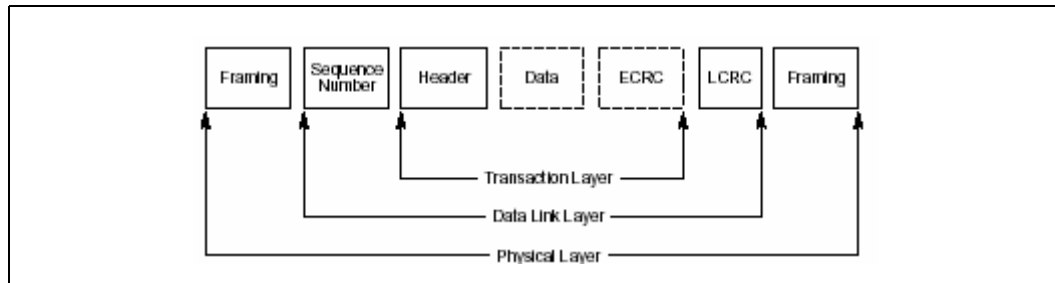 Framing
Sequence
Number
Header
Data
ECRC
LCRC
Framing
Transaction Layer
Data Link Layer
Physical Layer